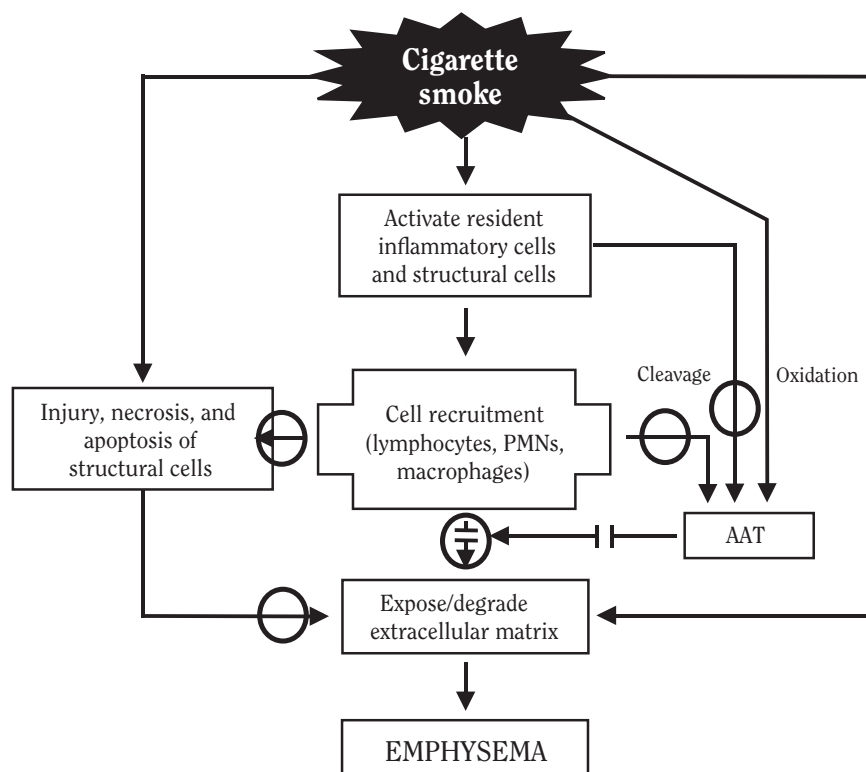 Cigarette
smoke
Activate resident
inflammatory cells
and structural cells
Cleavage
Oxidation
Injury, necrosis, and
apoptosis of
structural cells
Cell recruitment
(lymphocytes, PMNs,
macrophages)
AAT
Expose/degrade
extracellular matrix
EMPHYSEMA